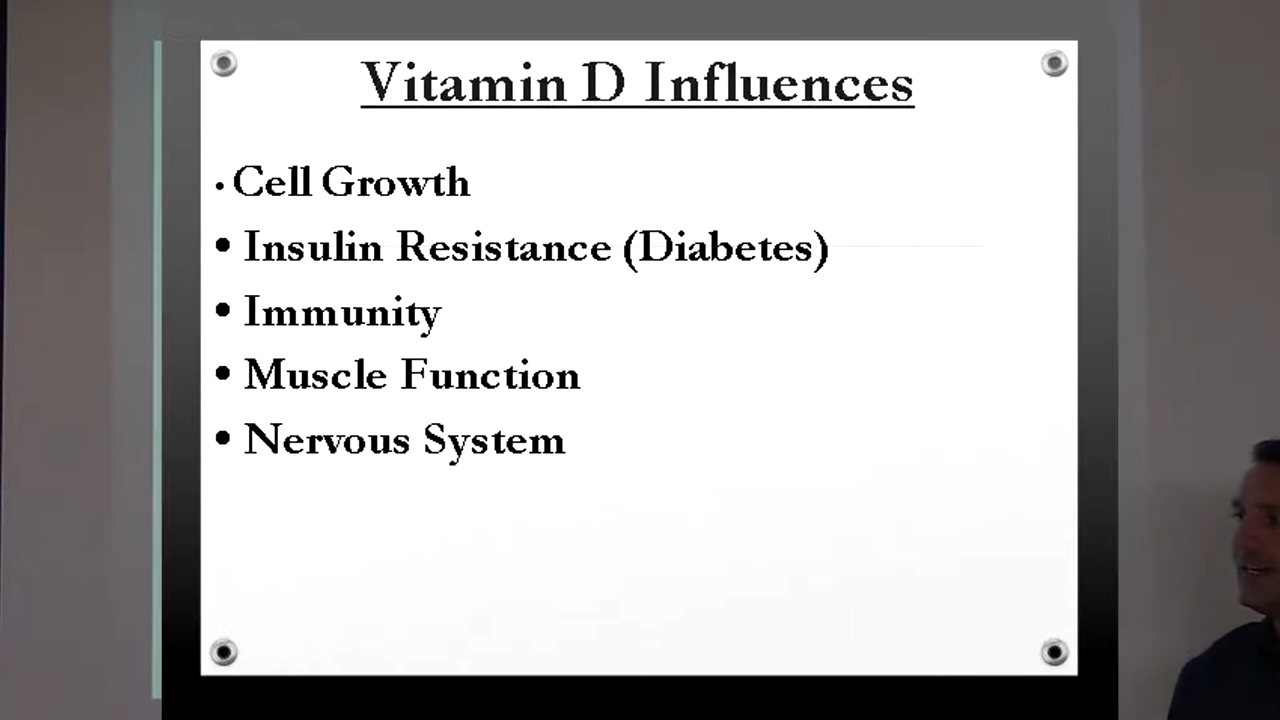 Vitamin D Influences
• Cell Growth
• Insulin Resistance (Diabetes)
• Immunity
• Muscle Function
• Nervous System